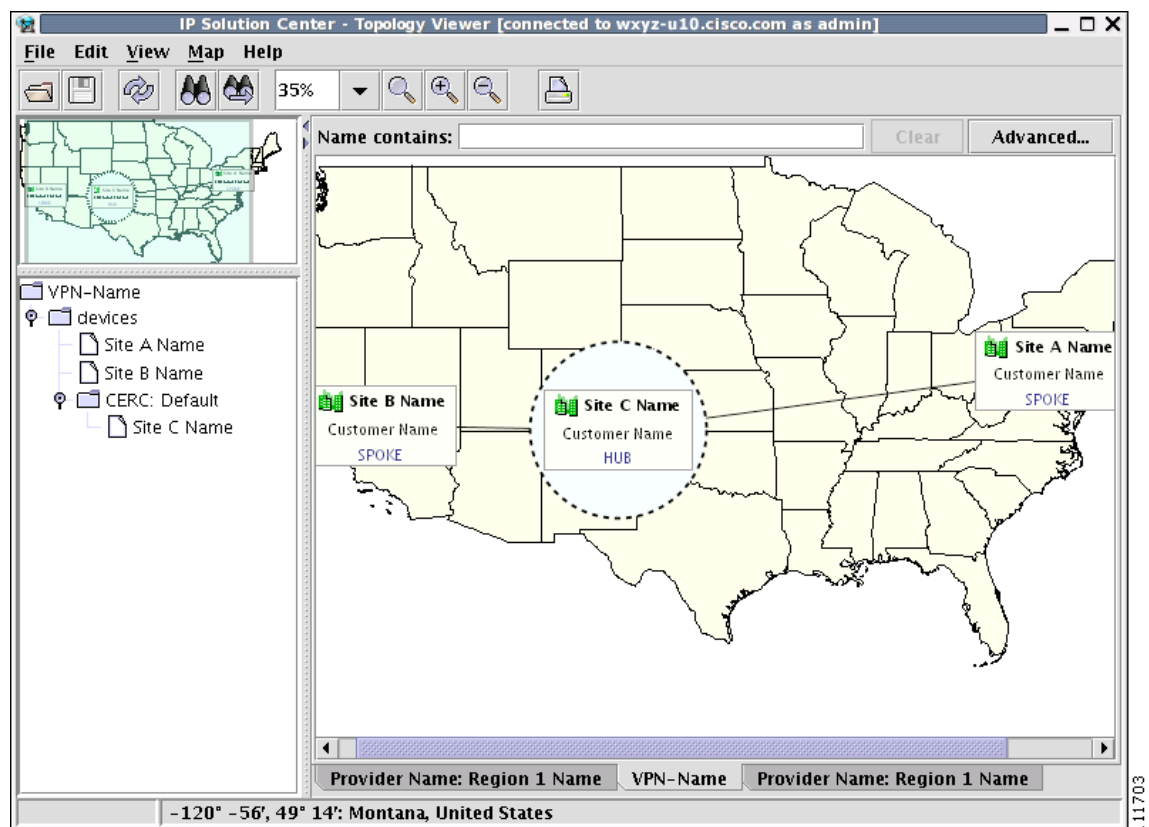 IP Solution Center - Topology Viewer [connected to wxyz-u10.cisco.com as admin]
File Edit View Map Help
35%
Name contains: Clear Advanced...
VPN-Name
devices
Site A Name
Site B Name
CERC: Default
Site C Name
Site A Name
Customer Name
SPOKE
Site B Name
Customer Name
SPOKE
Site C Name
Customer Name
HUB
Provider Name: Region 1 Name VPN-Name Provider Name: Region 1 Name
-120° -56', 49° 14': Montana, United States